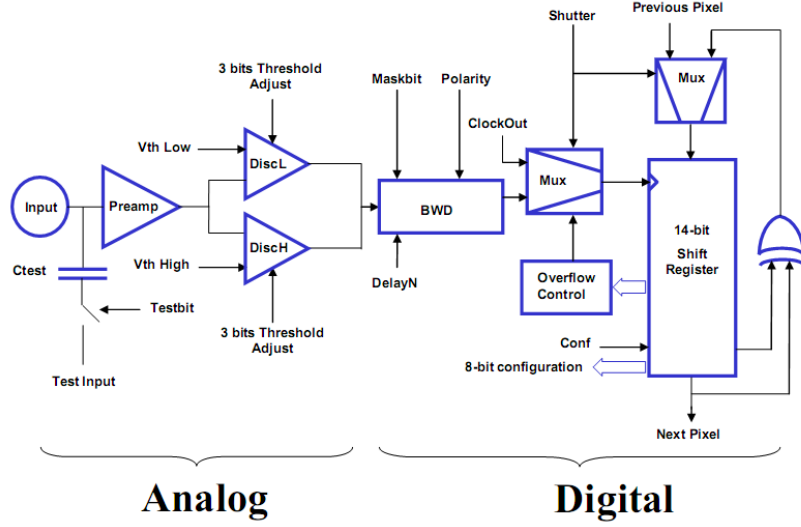 Previous Pixel
Shutter
3 bits Threshold
Adjust
Maskbit
Polarity
Mux
ClockOut
Vth Low
DiscL
Input
Preamp
BWD
Mux
14-bit
Shift
Register
DiscH
Ctest
Vth High
DelayN
Overflow
Control
Testbit
3 bits Threshold
Adjust
Conf
8-bit configuration
Test Input
Next Pixel
Analog
Digital